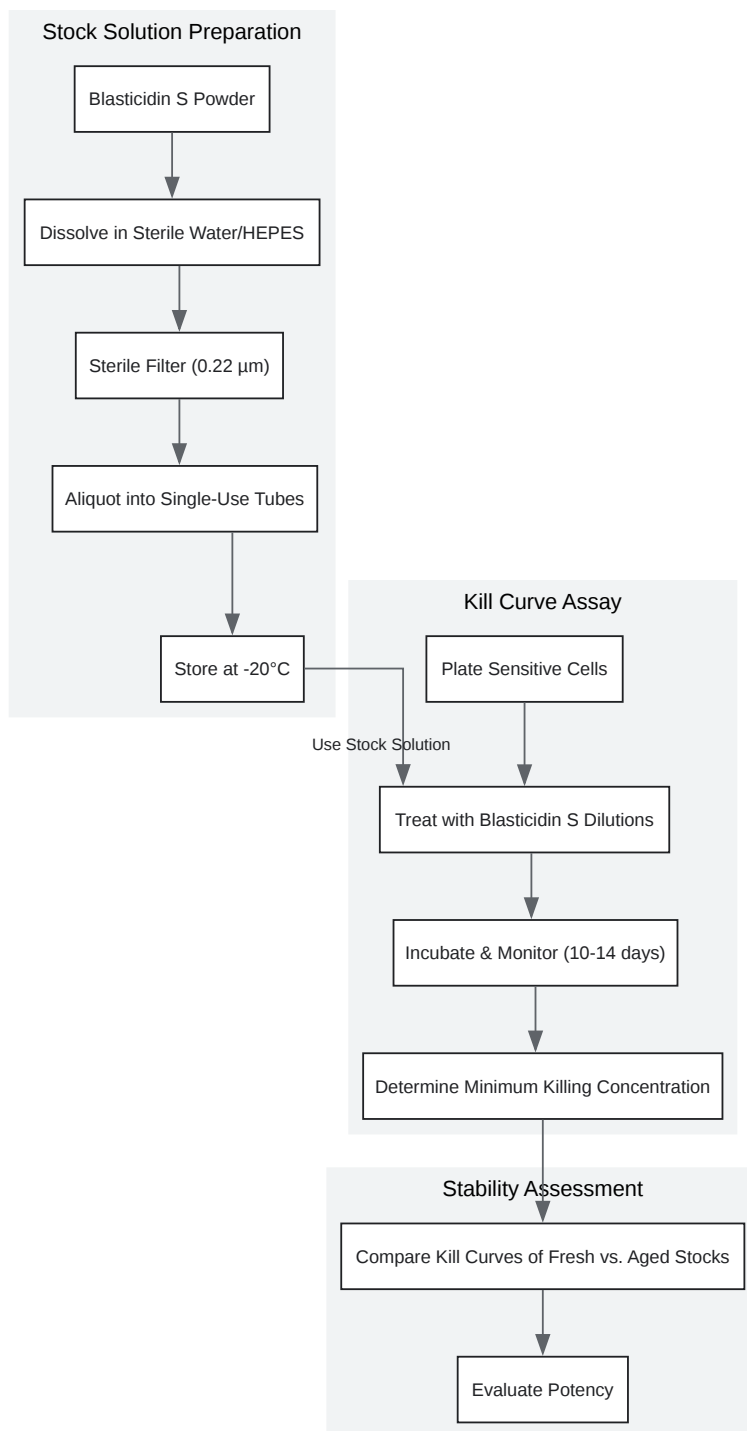 Stock Solution Preparation
Blasticidin S Powder
Dissolve in Sterile Water/HEPES
Sterile Filter (0.22 µm)
Aliquot into Single-Use Tubes
Store at -20°C
Use Stock Solution
Kill Curve Assay
Plate Sensitive Cells
Treat with Blasticidin S Dilutions
Incubate & Monitor (10-14 days)
Determine Minimum Killing Concentration
Stability Assessment
Compare Kill Curves of Fresh vs. Aged Stocks
Evaluate Potency